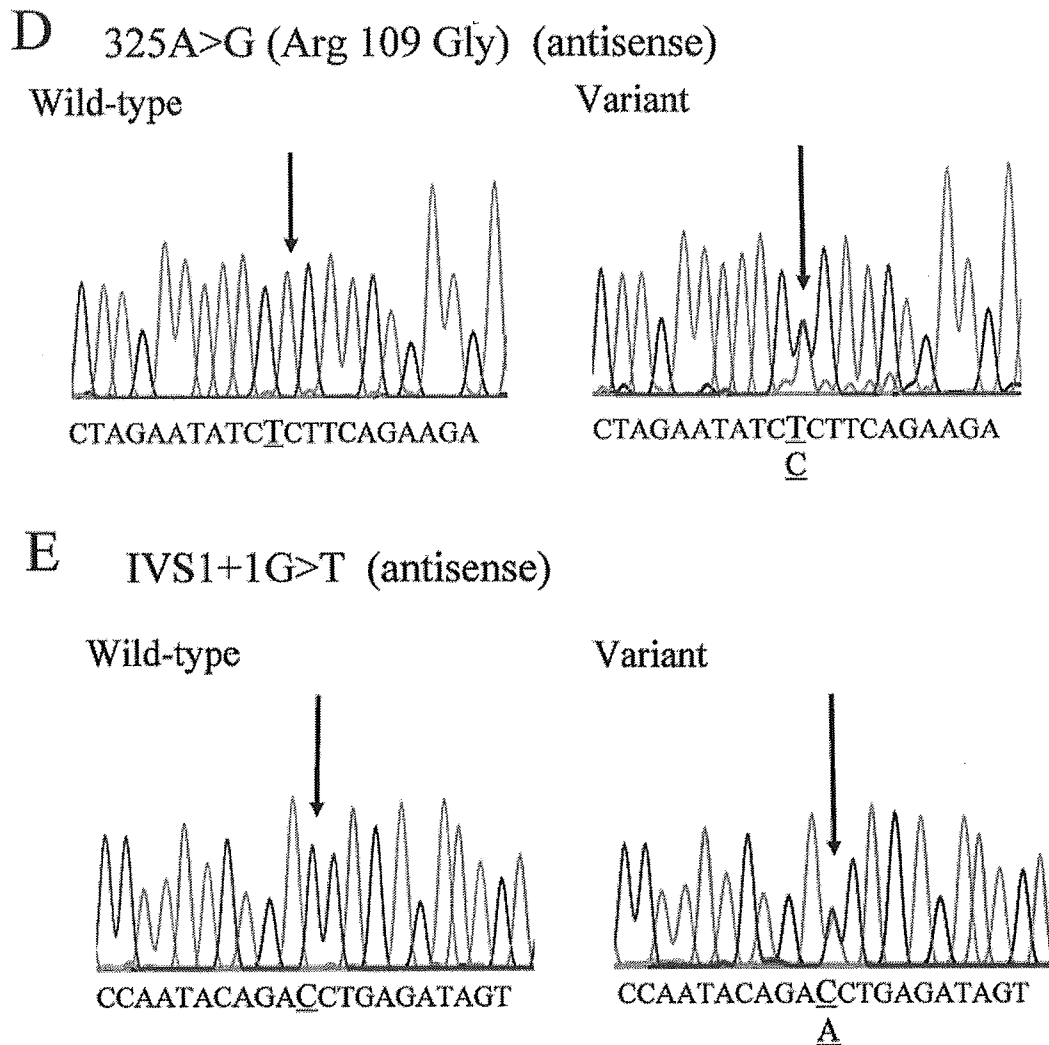 D 325A>G (Arg 109 Gly) (antisense)
Wild-type Variant
CTAGAATATCTCTTCAGAAGA CTAGAATATCTCTTCAGAAGA
C
E IVS1+1G>T (antisense)
Wild-type Variant
CCAATACAGACCTGAGATAGT CCAATACAGACCTGAGATAGT
A